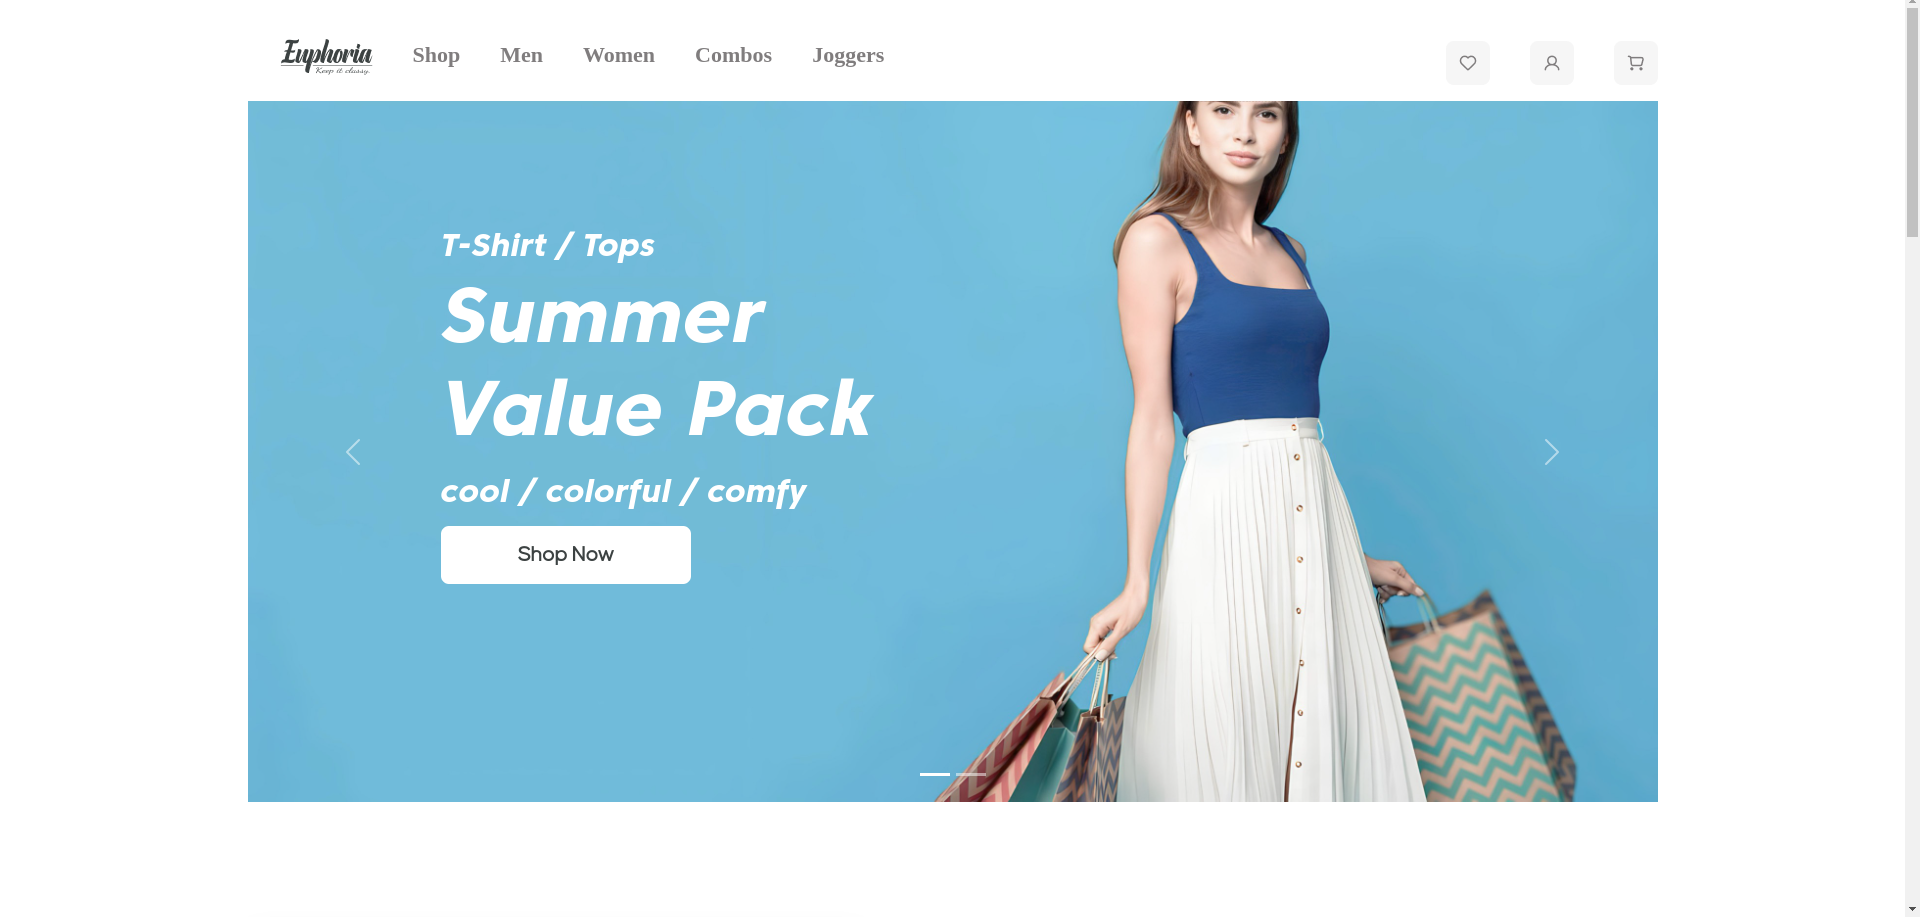 Euphoria
Keep it classy.
Shop
Men
Women
Combos
Joggers
T-Shirt / Tops
Summer
Value Pack
cool / colorful / comfy
Shop Now